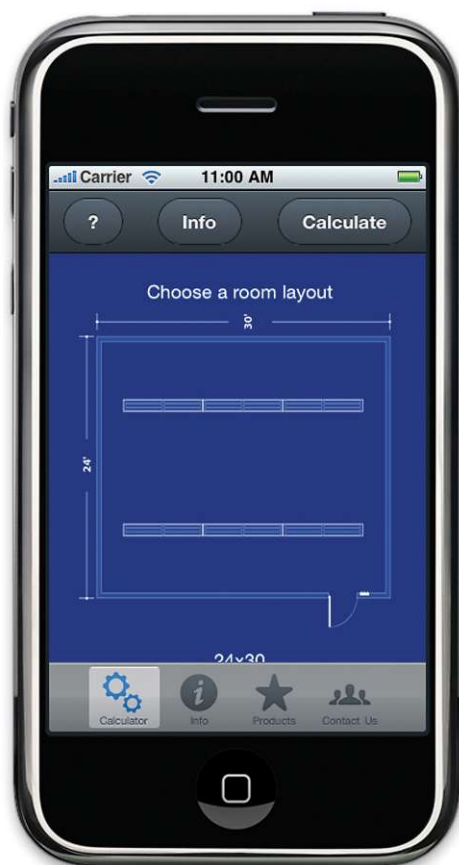 Carrier 11:00 AM
? Info Calculate
Choose a room layout
30'
24'
24x30
Calculator Info Products Contact Us